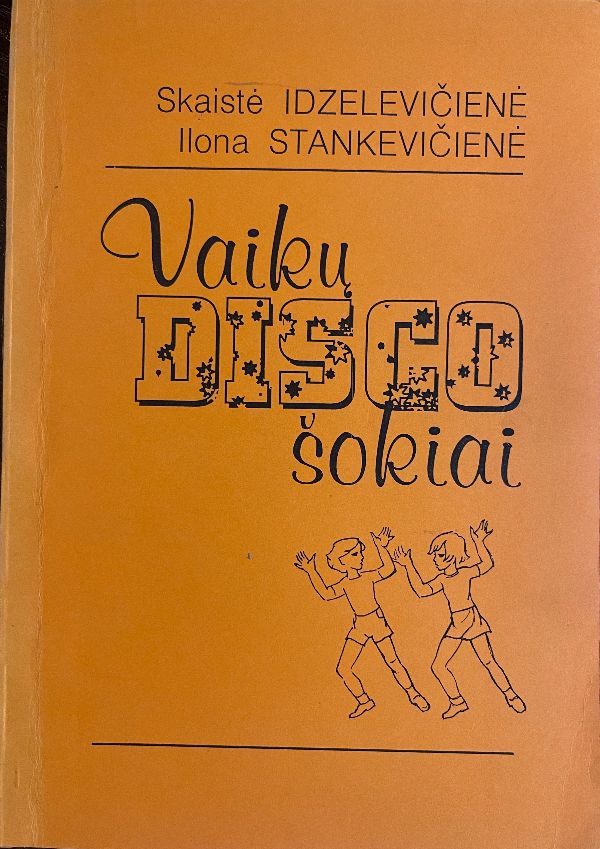 Skaistė IDZELEVIČIENĖ
Ilona STANKEVIČIENĖ
Vaikų
DISCO
šokiai